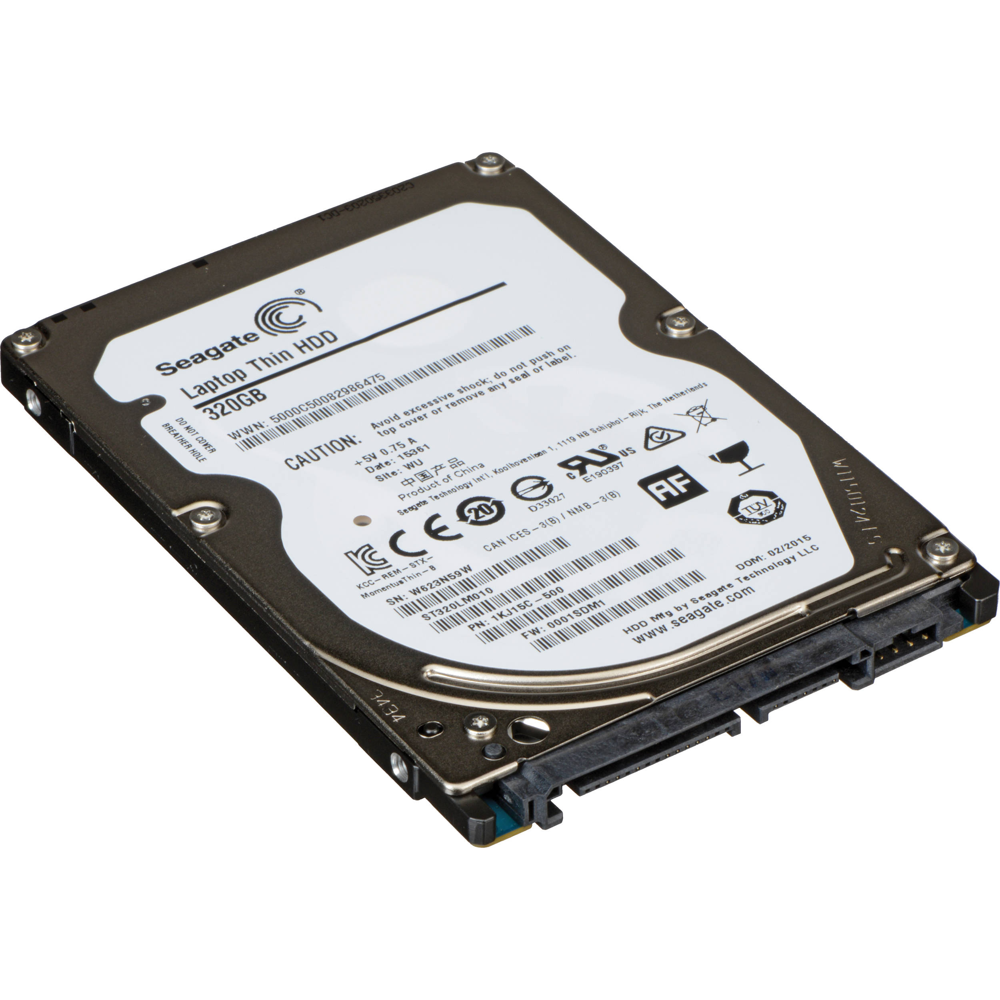 C203350203-DC1
Seagate®
Laptop Thin HDD
320GB
WWN: 5000C50082986475
DO NOT COVER
BREATHER HOLE
CAUTION:
Avoid excessive shock; do not push on
top cover or remove any seal or label.
+5V 0.75 A
Date: 15361
Site: WU
中国产品
Product of China
Seagate Technology Int'l, Koolhovenlaan 1, 1119 NB Schiphol-Rijk, The Netherlands
CE
20
D33027
c RU® US
E190397
AF
TÜV
KC
KCC-REM-STX-
MomentusThin-B
CAN ICES-3(B) / NMB-3(B)
SN: W623N59W
ST320LM010
PN: 1KJ15C-500
FW: 0001SDM1
DOM: 02/2015
HDD Mfg by Seagate Technology LLC
www.seagate.com
3434